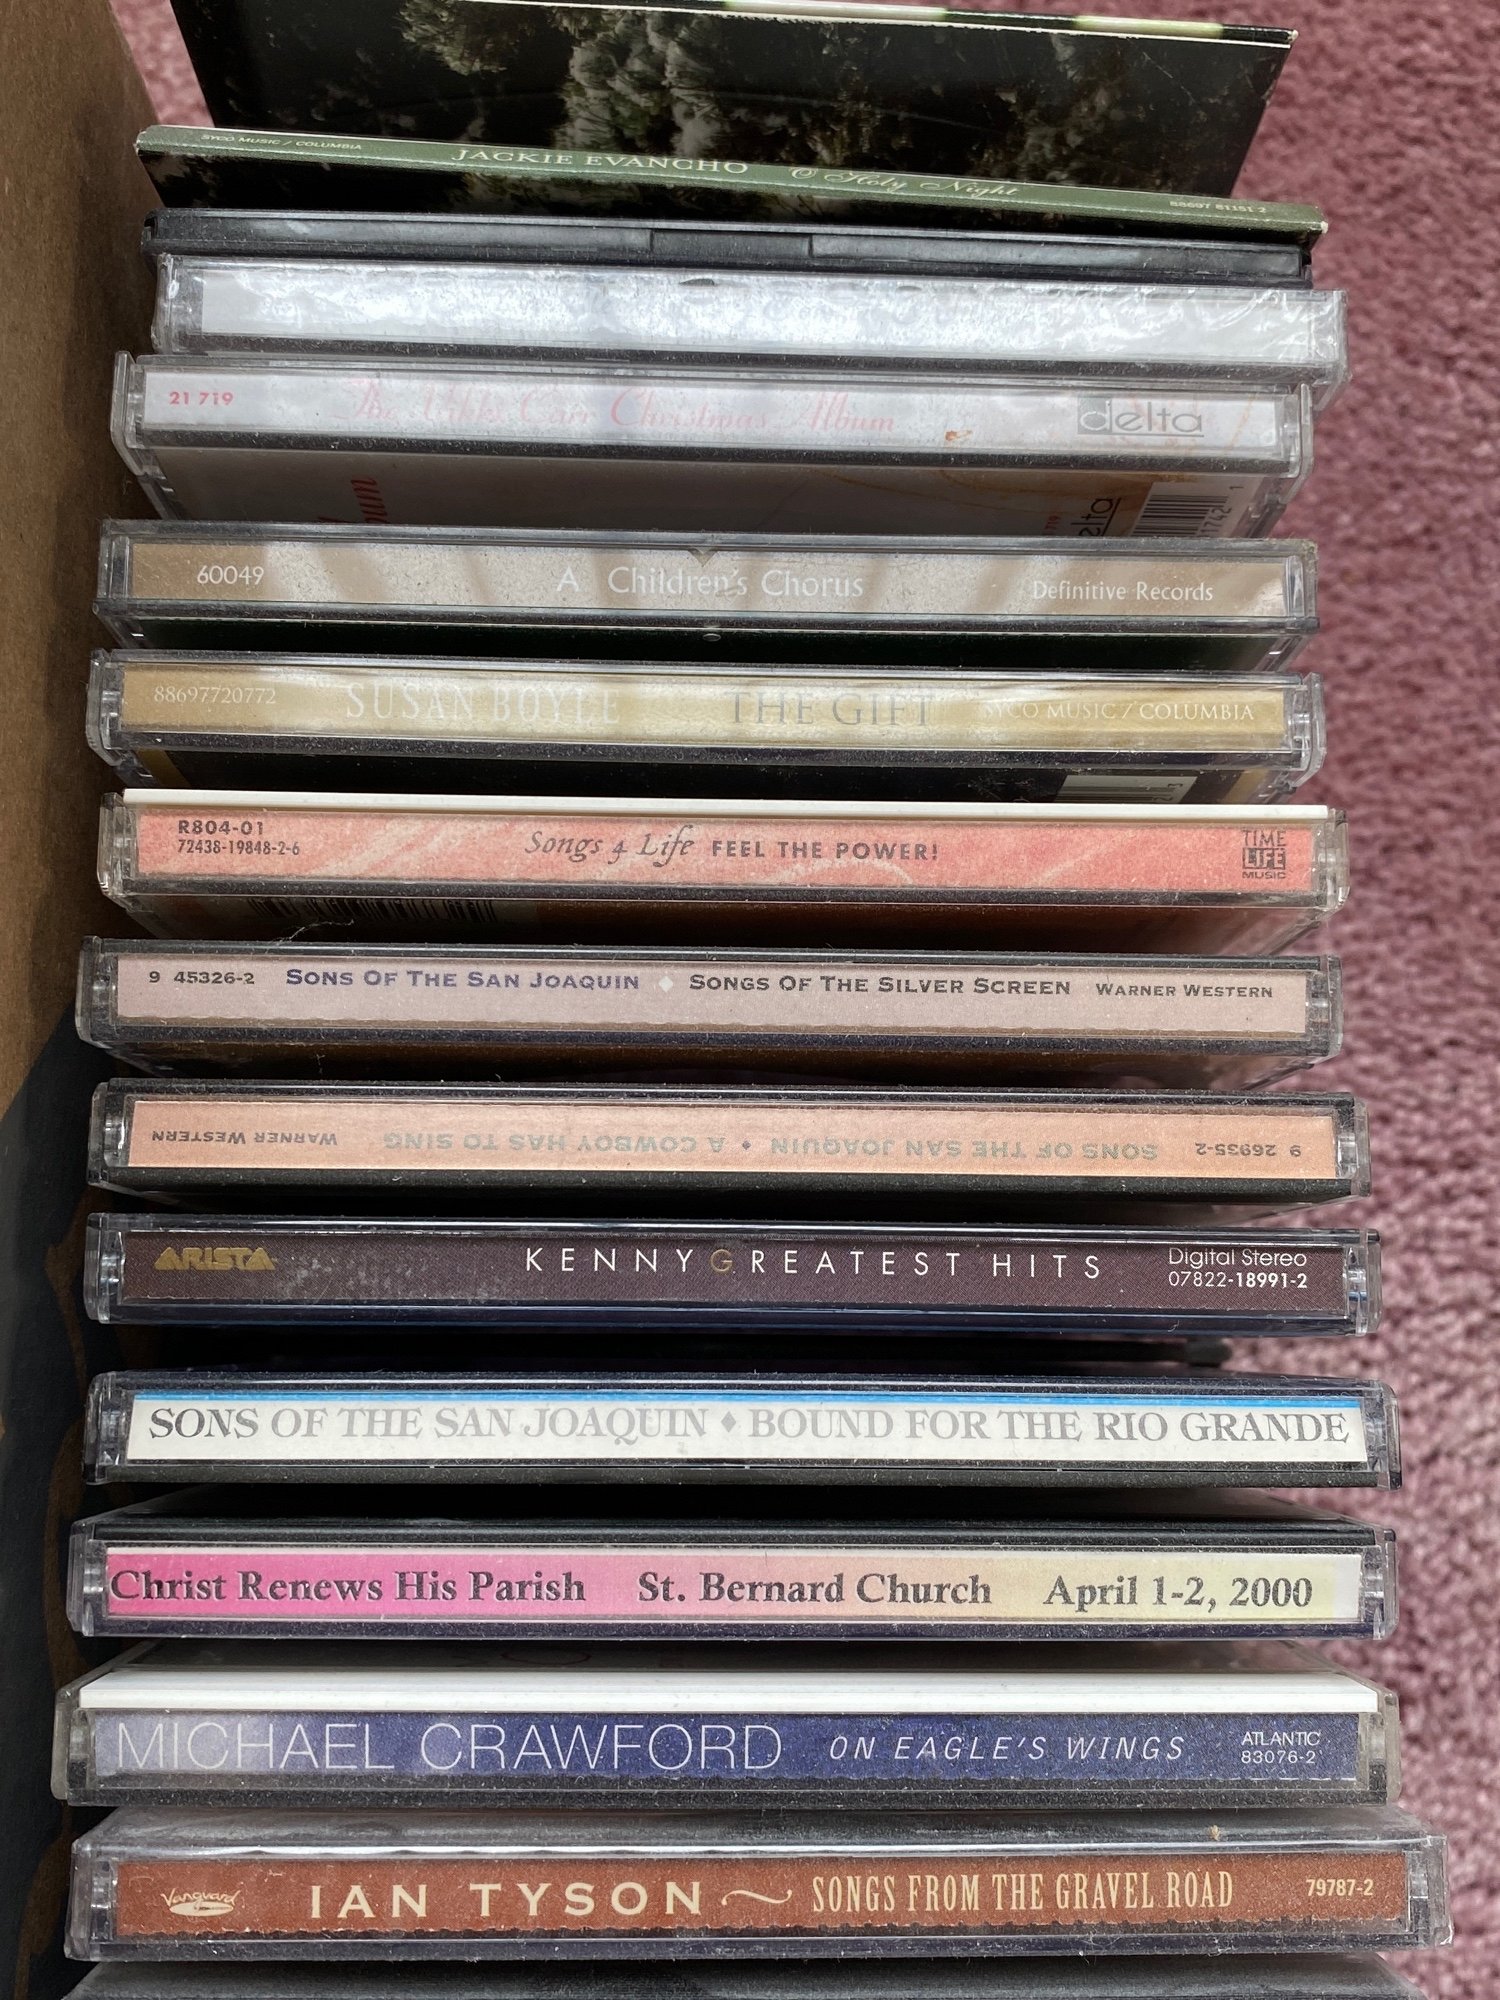 SYCO MUSIC / COLUMBIA JACKIE EVANCHO O Holy Night 88697 81151 2
21 719 The Vikki Carr Christmas Album delta
delta
60049 A Children's Chorus Definitive Records
88697720772 SUSAN BOYLE THE GIFT SYCO MUSIC / COLUMBIA
R804-01
72438-19848-2-6 Songs 4 Life FEEL THE POWER! TIME
LIFE
MUSIC
9 45326-2 SONS OF THE SAN JOAQUIN SONGS OF THE SILVER SCREEN WARNER WESTERN
9 26935-2 SONS OF THE SAN JOAQUIN • A COWBOY HAS TO SING WARNER WESTERN
ARISTA KENNY GREATEST HITS Digital Stereo
07822-18991-2
SONS OF THE SAN JOAQUIN • BOUND FOR THE RIO GRANDE
Christ Renews His Parish St. Bernard Church April 1-2, 2000
MICHAEL CRAWFORD ON EAGLE'S WINGS ATLANTIC
83076-2
Vanguard IAN TYSON ~ SONGS FROM THE GRAVEL ROAD 79787-2